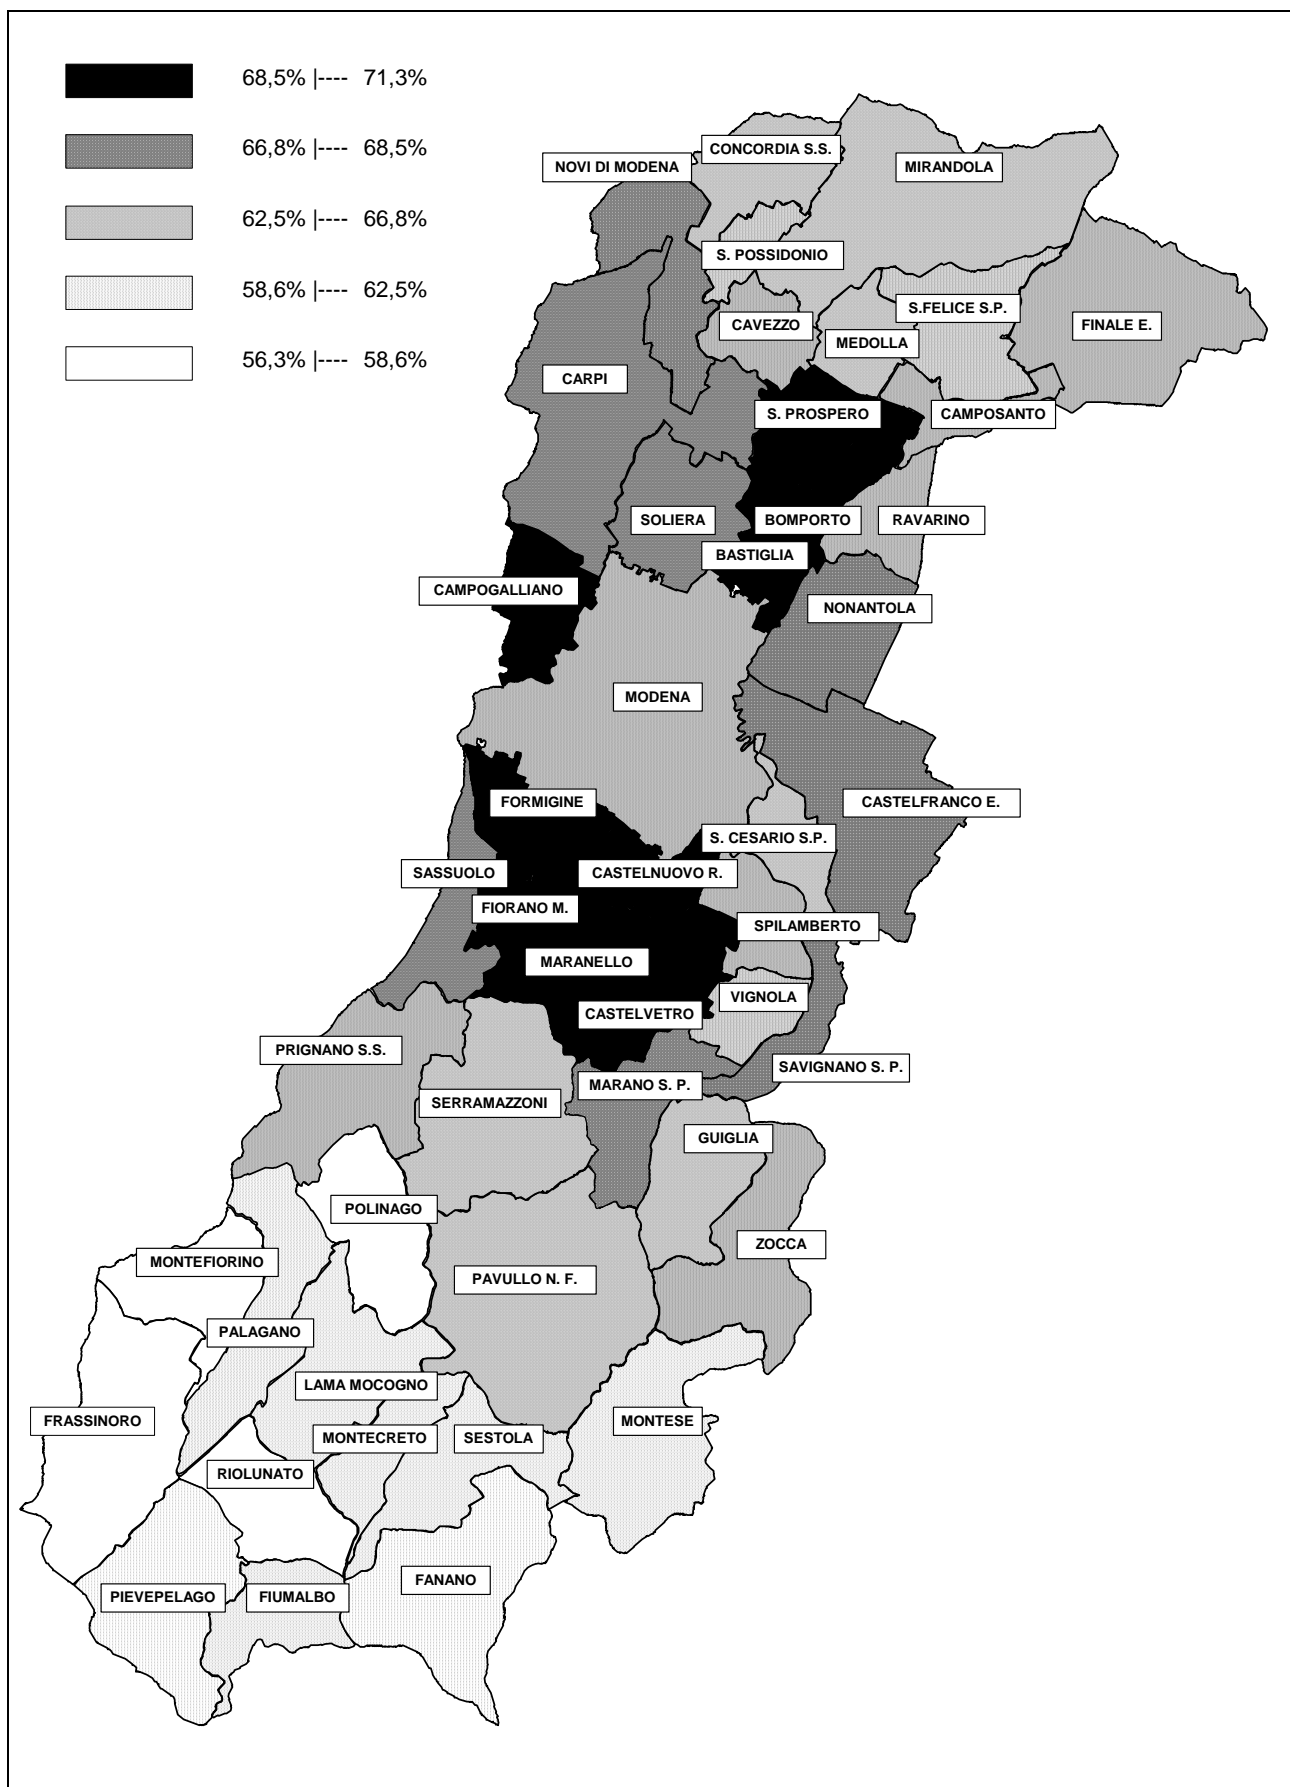 68,5% |---- 71,3%
66,8% |---- 68,5%
62,5% |---- 66,8%
58,6% |---- 62,5%
56,3% |---- 58,6%
CONCORDIA S.S.
NOVI DI MODENA
MIRANDOLA
S. POSSIDONIO
S.FELICE S.P.
CAVEZZO
FINALE E.
MEDOLLA
CARPI
S. PROSPERO
CAMPOSANTO
SOLIERA
BOMPORTO
RAVARINO
BASTIGLIA
CAMPOGALLIANO
NONANTOLA
MODENA
FORMIGINE
CASTELFRANCO E.
S. CESARIO S.P.
SASSUOLO
CASTELNUOVO R.
FIORANO M.
SPILAMBERTO
MARANELLO
VIGNOLA
CASTELVETRO
PRIGNANO S.S.
SAVIGNANO S. P.
MARANO S. P.
SERRAMAZZONI
GUIGLIA
POLINAGO
ZOCCA
MONTEFIORINO
PAVULLO N. F.
PALAGANO
LAMA MOCOGNO
FRASSINORO
MONTESE
MONTECRETO
SESTOLA
RIOLUNATO
FANANO
PIEVEPELAGO
FIUMALBO